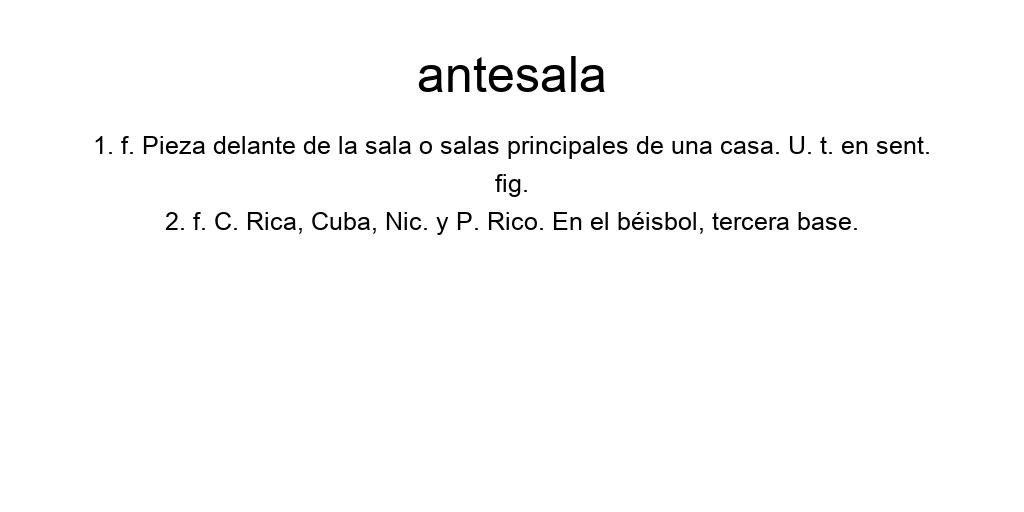 antesala
1. f. Pieza delante de la sala o salas principales de una casa. U. t. en sent.
fig.
2. f. C. Rica, Cuba, Nic. y P. Rico. En el béisbol, tercera base.